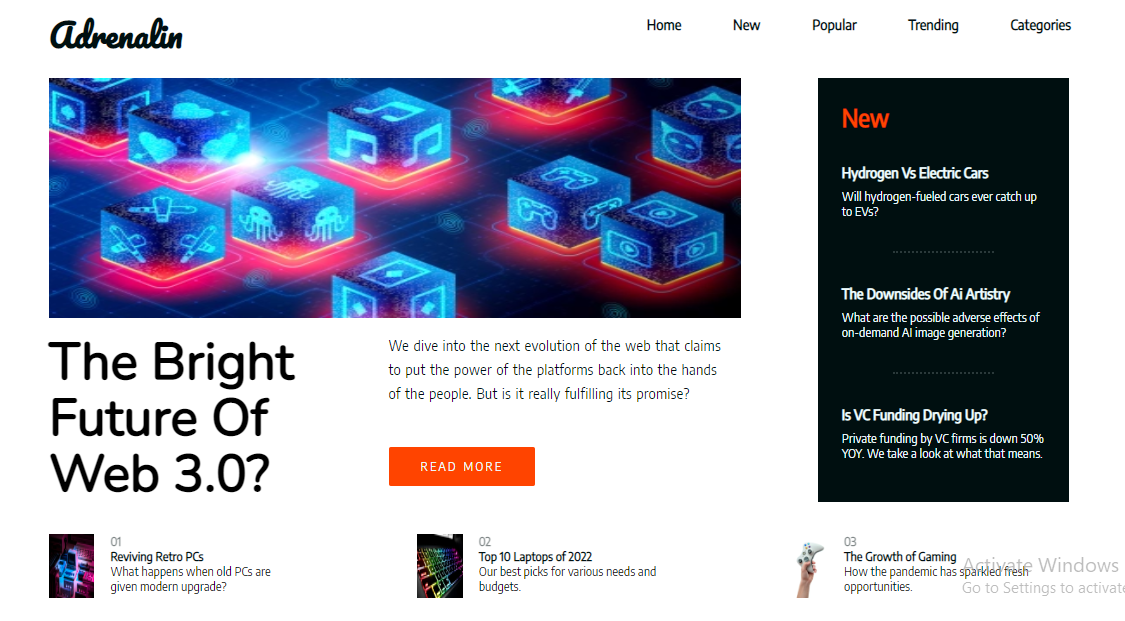 Adrenalin
Home
New
Popular
Trending
Categories
New
Hydrogen Vs Electric Cars
Will hydrogen-fueled cars ever catch up
to EVs?
The Downsides Of Ai Artistry
What are the possible adverse effects of
on-demand AI image generation?
Is VC Funding Drying Up?
Private funding by VC firms is down 50%
YOY. We take a look at what that means.
The Bright
Future Of
Web 3.0?
We dive into the next evolution of the web that claims
to put the power of the platforms back into the hands
of the people. But is it really fulfilling its promise?
READ MORE
01
Reviving Retro PCs
What happens when old PCs are
given modern upgrade?
02
Top 10 Laptops of 2022
Our best picks for various needs and
budgets.
03
The Growth of Gaming
How the pandemic has sparkled fresh
opportunities.
Activate Windows
Go to Settings to activate